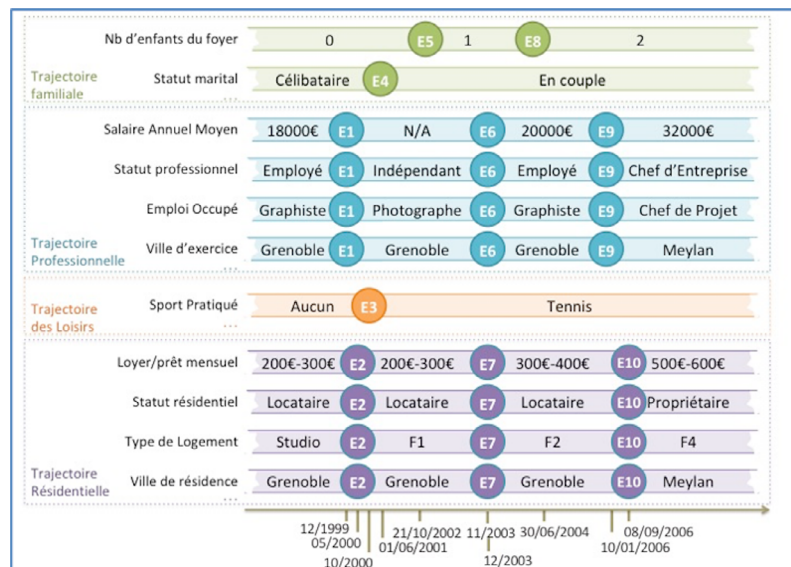 Nb d'enfants du foyer 0 E5 1 E8 2
Trajectoire familiale
Statut marital Célibataire E4 En couple
...
Salaire Annuel Moyen 18000€ E1 N/A E6 20000€ E9 32000€
Statut professionnel Employé E1 Indépendant E6 Employé E9 Chef d'Entreprise
Emploi Occupé Graphiste E1 Photographe E6 Graphiste E9 Chef de Projet
Trajectoire Professionnelle
Ville d'exercice Grenoble E1 Grenoble E6 Grenoble E9 Meylan
...
Trajectoire des Loisirs
Sport Pratiqué Aucun E3 Tennis
...
Loyer/prêt mensuel 200€-300€ E2 200€-300€ E7 300€-400€ E10 500€-600€
Statut résidentiel Locataire E2 Locataire E7 Locataire E10 Propriétaire
Type de Logement Studio E2 F1 E7 F2 E10 F4
Trajectoire Résidentielle
Ville de résidence Grenoble E2 Grenoble E7 Grenoble E10 Meylan
...
12/1999 21/10/2002 11/2003 30/06/2004 08/09/2006
05/2000 01/06/2001 10/01/2006
10/2000 12/2003